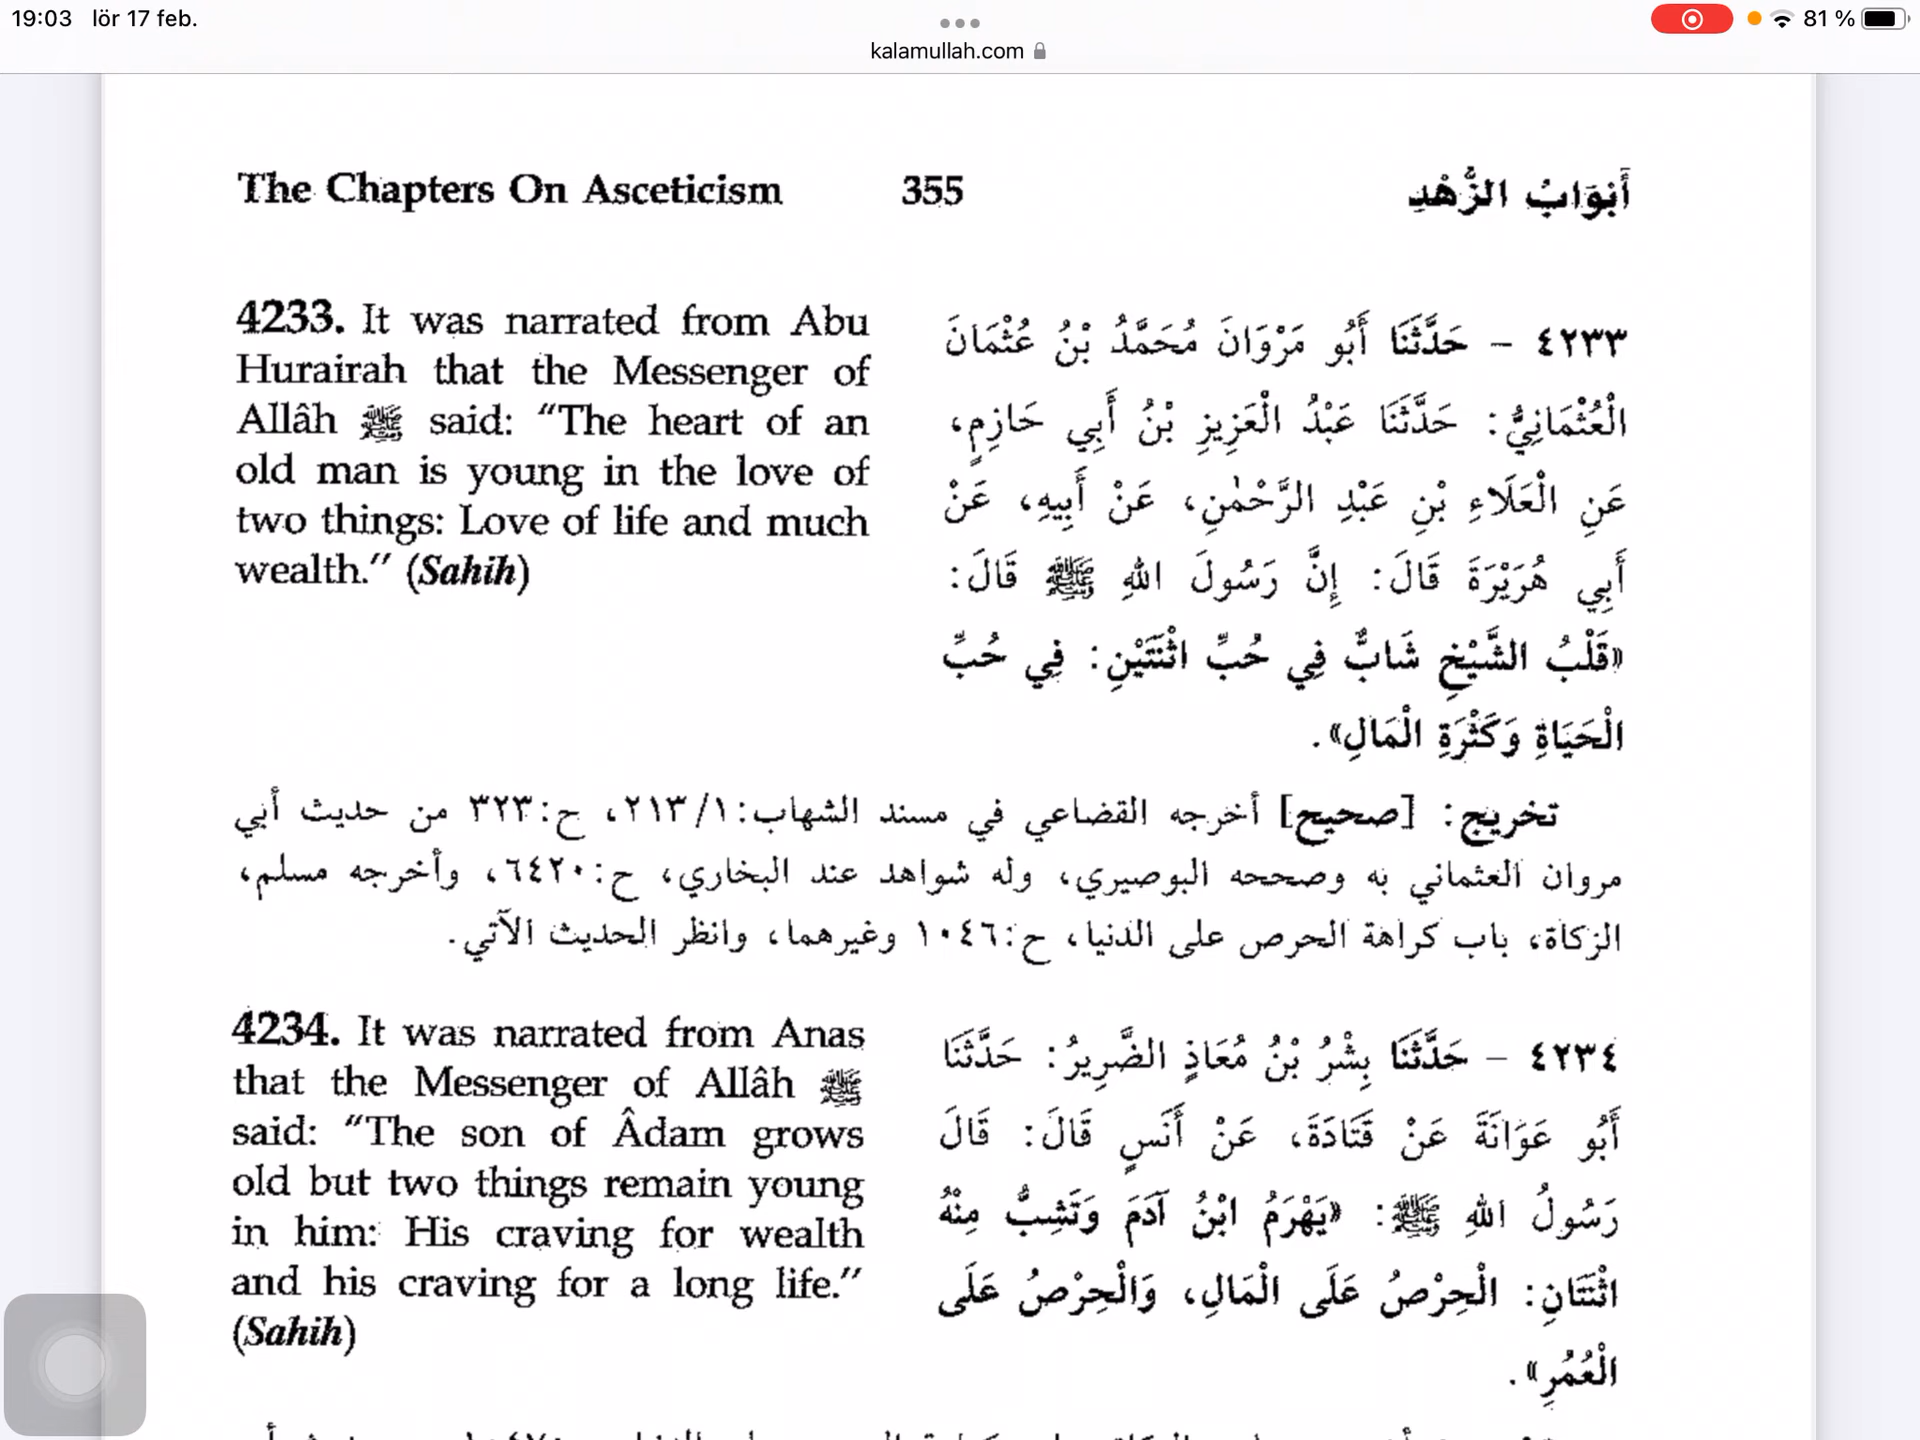 19:03 lör 17 feb.
81 %
kalamullah.com
The Chapters On Asceticism 355 أَبْوَابُ الزُّهْدِ
4233. It was narrated from Abu
Hurairah that the Messenger of
Allâh ﷺ said: “The heart of an
old man is young in the love of
two things: Love of life and much
wealth.” (Sahih)
٤٢٣٣ – حَدَّثَنَا أَبُو مَرْوَانَ مُحَمَّدُ بْنُ عُثْمَانَ
الْعُثْمَانِيُّ: حَدَّثَنَا عَبْدُ الْعَزِيزِ بْنُ أَبِي حَازِمٍ،
عَنِ الْعَلَاءِ بْنِ عَبْدِ الرَّحْمٰنِ، عَنْ أَبِيهِ، عَنْ
أَبِي هُرَيْرَةَ قَالَ: إِنَّ رَسُولَ اللهِ ﷺ قَالَ:
«قَلْبُ الشَّيْخِ شَابٌّ فِي حُبِّ اثْنَتَيْنِ: فِي حُبِّ
الْحَيَاةِ وَكَثْرَةِ الْمَالِ».
تخريج: [صحيح] أخرجه القضاعي في مسند الشهاب: ١/ ٢١٣، ح: ٣٢٣ من حديث أبي
مروان العثماني به وصححه البوصيري، وله شواهد عند البخاري، ح: ٦٤٢٠، وأخرجه مسلم،
الزكاة، باب كراهة الحرص على الدنيا، ح: ١٠٤٦ وغيرهما، وانظر الحديث الآتي.
4234. It was narrated from Anas
that the Messenger of Allâh ﷺ
said: “The son of Âdam grows
old but two things remain young
in him: His craving for wealth
and his craving for a long life.”
(Sahih)
٤٢٣٤ – حَدَّثَنَا بِشْرُ بْنُ مُعَاذٍ الضَّرِيرُ: حَدَّثَنَا
أَبُو عَوَانَةَ عَنْ قَتَادَةَ، عَنْ أَنَسٍ قَالَ: قَالَ
رَسُولُ اللهِ ﷺ: «يَهْرَمُ ابْنُ آدَمَ وَتَشِبُّ مِنْهُ
اثْنَتَانِ: الْحِرْصُ عَلَى الْمَالِ، وَالْحِرْصُ عَلَى
الْعُمُرِ».